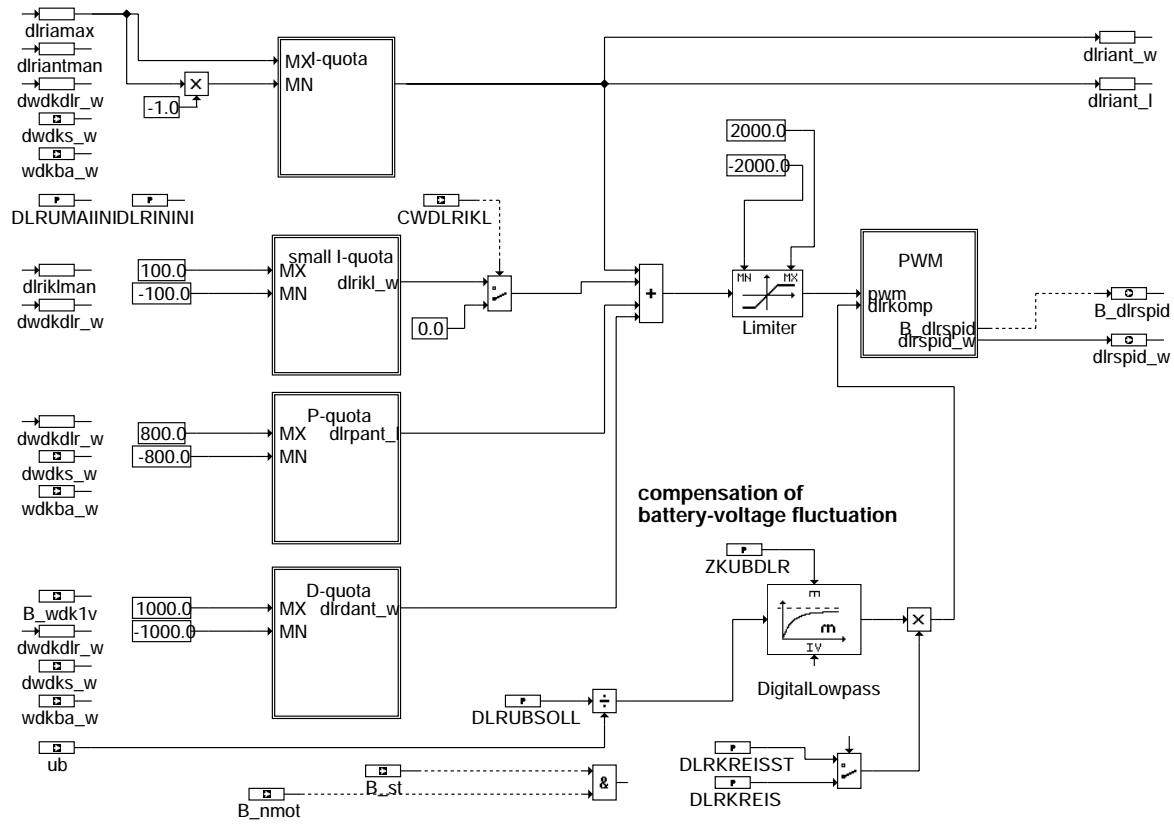 dlriamax
dlriantman
dwdkdlr_w
dwdks_w
wdkba_w
DLRUMAIINI
DLRININI
-1.0
MX
I-quota
MN
dlriant_w
dlriant_l
2000.0
-2000.0
CWDLRIKL
dlriklman
dwdkdlr_w
100.0
-100.0
small I-quota
MX
dlrikl_w
MN
0.0
+
MN
MX
Limiter
PWM
pwm
dlrkomp
B_dlrspid
dlrspid_w
B_dlrspid
dlrspid_w
dwdkdlr_w
dwdks_w
wdkba_w
800.0
-800.0
P-quota
MX
dlrpant_l
MN
compensation of
battery-voltage fluctuation
ZKUBDLR
m
m
IV
DigitalLowpass
B_wdk1v
dwdkdlr_w
dwdks_w
wdkba_w
1000.0
-1000.0
D-quota
MX
dlrdant_w
MN
DLRUBSOLL
÷
ub
B_st
B_nmot
&
DLRKREISST
DLRKREIS